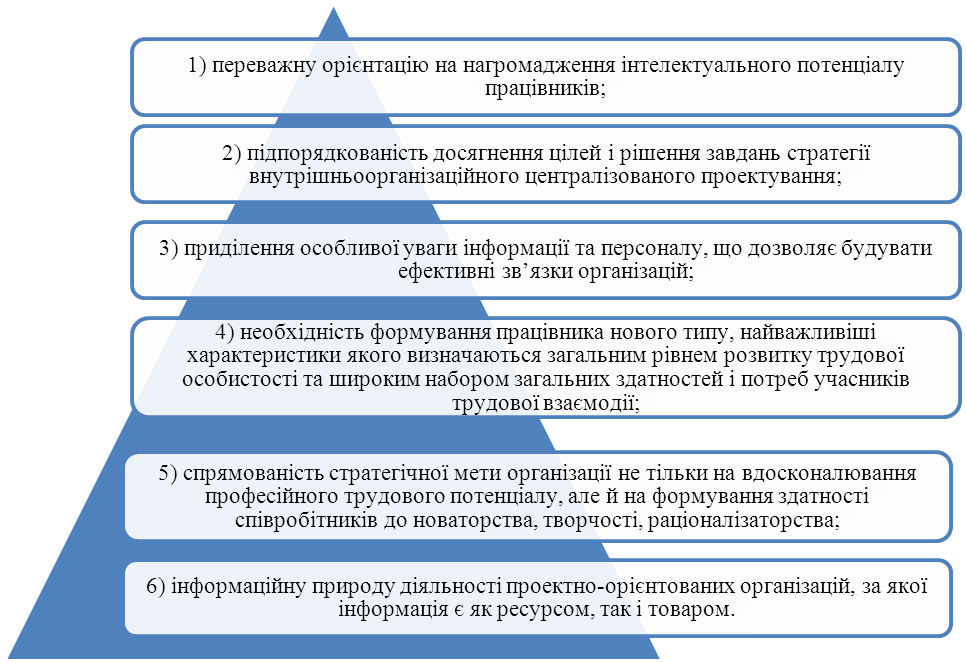 1) переважну орієнтацію на нагромадження інтелектуального потенціалу
працівників;
2) підпорядкованість досягнення цілей і рішення завдань стратегії
внутрішньоорганізаційного централізованого проектування;
3) приділення особливої уваги інформації та персоналу, що дозволяє будувати
ефективні зв’язки організацій;
4) необхідність формування працівника нового типу, найважливіші
характеристики якого визначаються загальним рівнем розвитку трудової
особистості та широким набором загальних здатностей і потреб учасників
трудової взаємодії;
5) спрямованість стратегічної мети організації не тільки на вдосконалювання
професійного трудового потенціалу, але й на формування здатності
співробітників до новаторства, творчості, раціоналізаторства;
6) інформаційну природу діяльності проектно-орієнтованих організацій, за якої
інформація є як ресурсом, так і товаром.